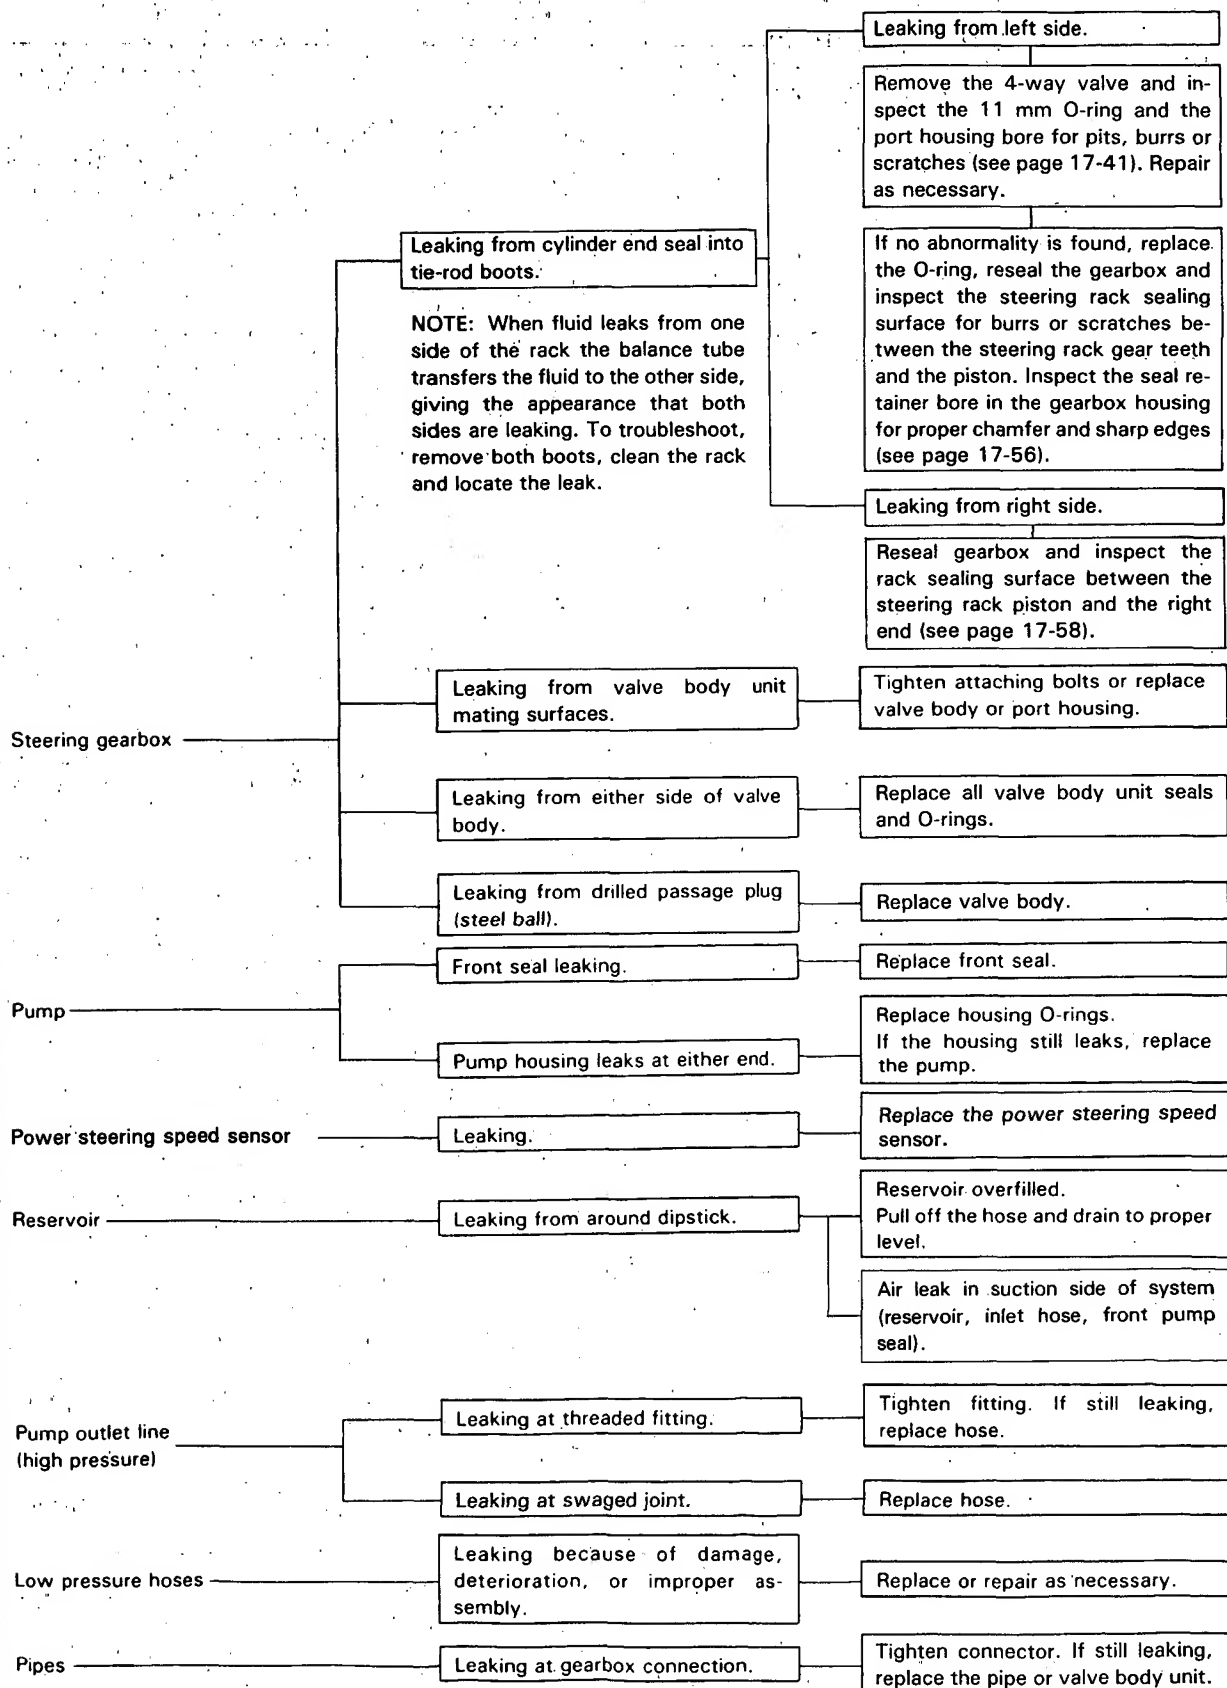 Leaking from left side.
Remove the 4-way valve and in-
spect the 11 mm O-ring and the
port housing bore for pits, burrs or
scratches (see page 17-41). Repair
as necessary.
Leaking from cylinder end seal into
tie-rod boots.
If no abnormality is found, replace
the O-ring, reseal the gearbox and
inspect the steering rack sealing
surface for burrs or scratches be-
tween the steering rack gear teeth
and the piston. Inspect the seal re-
tainer bore in the gearbox housing
for proper chamfer and sharp edges
(see page 17-56).
NOTE: When fluid leaks from one
side of the rack the balance tube
transfers the fluid to the other side,
giving the appearance that both
sides are leaking. To troubleshoot,
remove both boots, clean the rack
and locate the leak.
Leaking from right side.
Reseal gearbox and inspect the
rack sealing surface between the
steering rack piston and the right
end (see page 17-58).
Steering gearbox
Leaking from valve body unit
mating surfaces.
Tighten attaching bolts or replace
valve body or port housing.
Leaking from either side of valve
body.
Replace all valve body unit seals
and O-rings.
Leaking from drilled passage plug
(steel ball).
Replace valve body.
Pump
Front seal leaking.
Replace front seal.
Pump housing leaks at either end.
Replace housing O-rings.
If the housing still leaks, replace
the pump.
Power steering speed sensor
Leaking.
Replace the power steering speed
sensor.
Reservoir
Leaking from around dipstick.
Reservoir overfilled.
Pull off the hose and drain to proper
level.
Air leak in suction side of system
(reservoir, inlet hose, front pump
seal).
Pump outlet line
(high pressure)
Leaking at threaded fitting.
Tighten fitting. If still leaking,
replace hose.
Leaking at swaged joint.
Replace hose.
Low pressure hoses
Leaking because of damage,
deterioration, or improper as-
sembly.
Replace or repair as necessary.
Pipes
Leaking at gearbox connection.
Tighten connector. If still leaking,
replace the pipe or valve body unit.